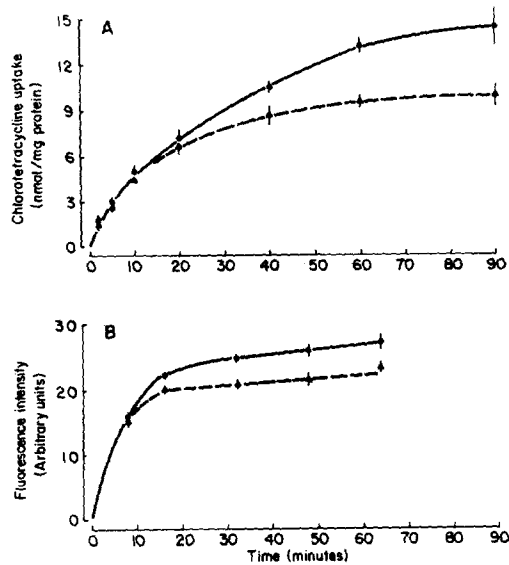 A
Chlorotetracycline uptake
(nmol/mg protein)
15
12
9
6
3
0
0 10 20 30 40 50 60 70 80 90
B
Fluorescence intensity
(Arbitrary units)
30
20
10
0
0 10 20 30 40 50 60 70 80 90
Time (minutes)